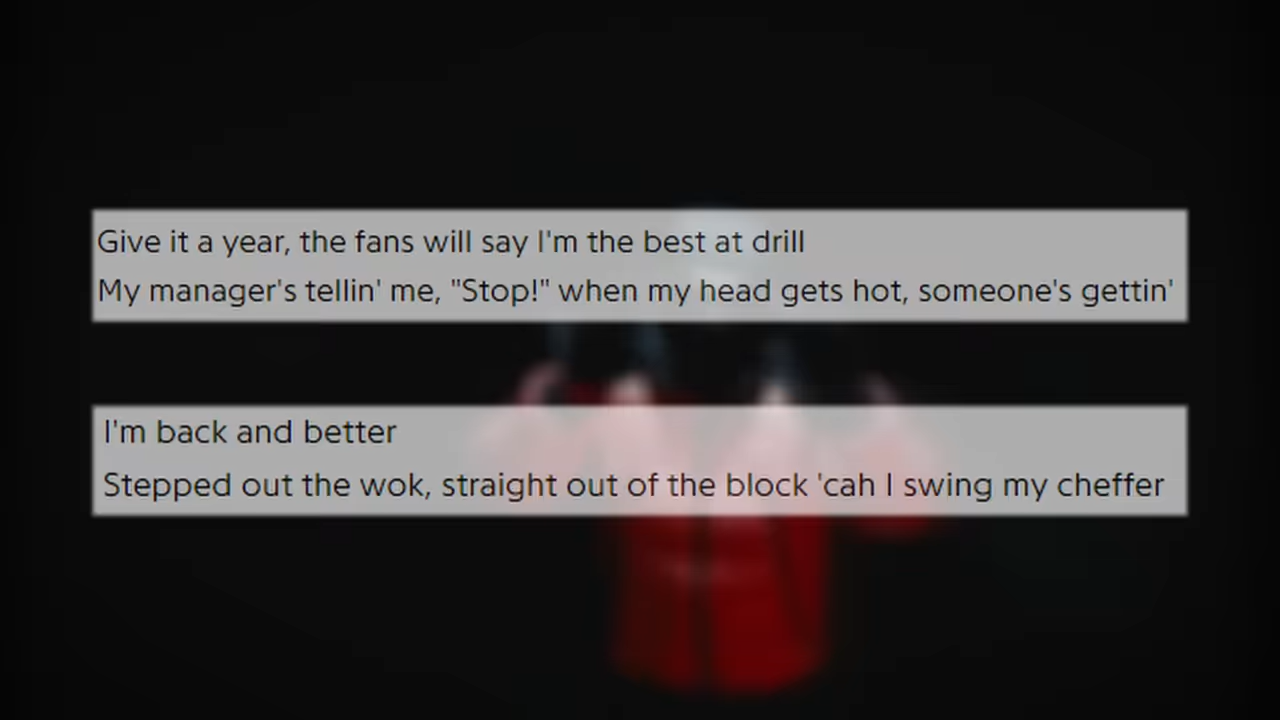 Give it a year, the fans will say I'm the best at drill
My manager's tellin' me, "Stop!" when my head gets hot, someone's gettin'
I'm back and better
Stepped out the wok, straight out of the block 'cah I swing my cheffer